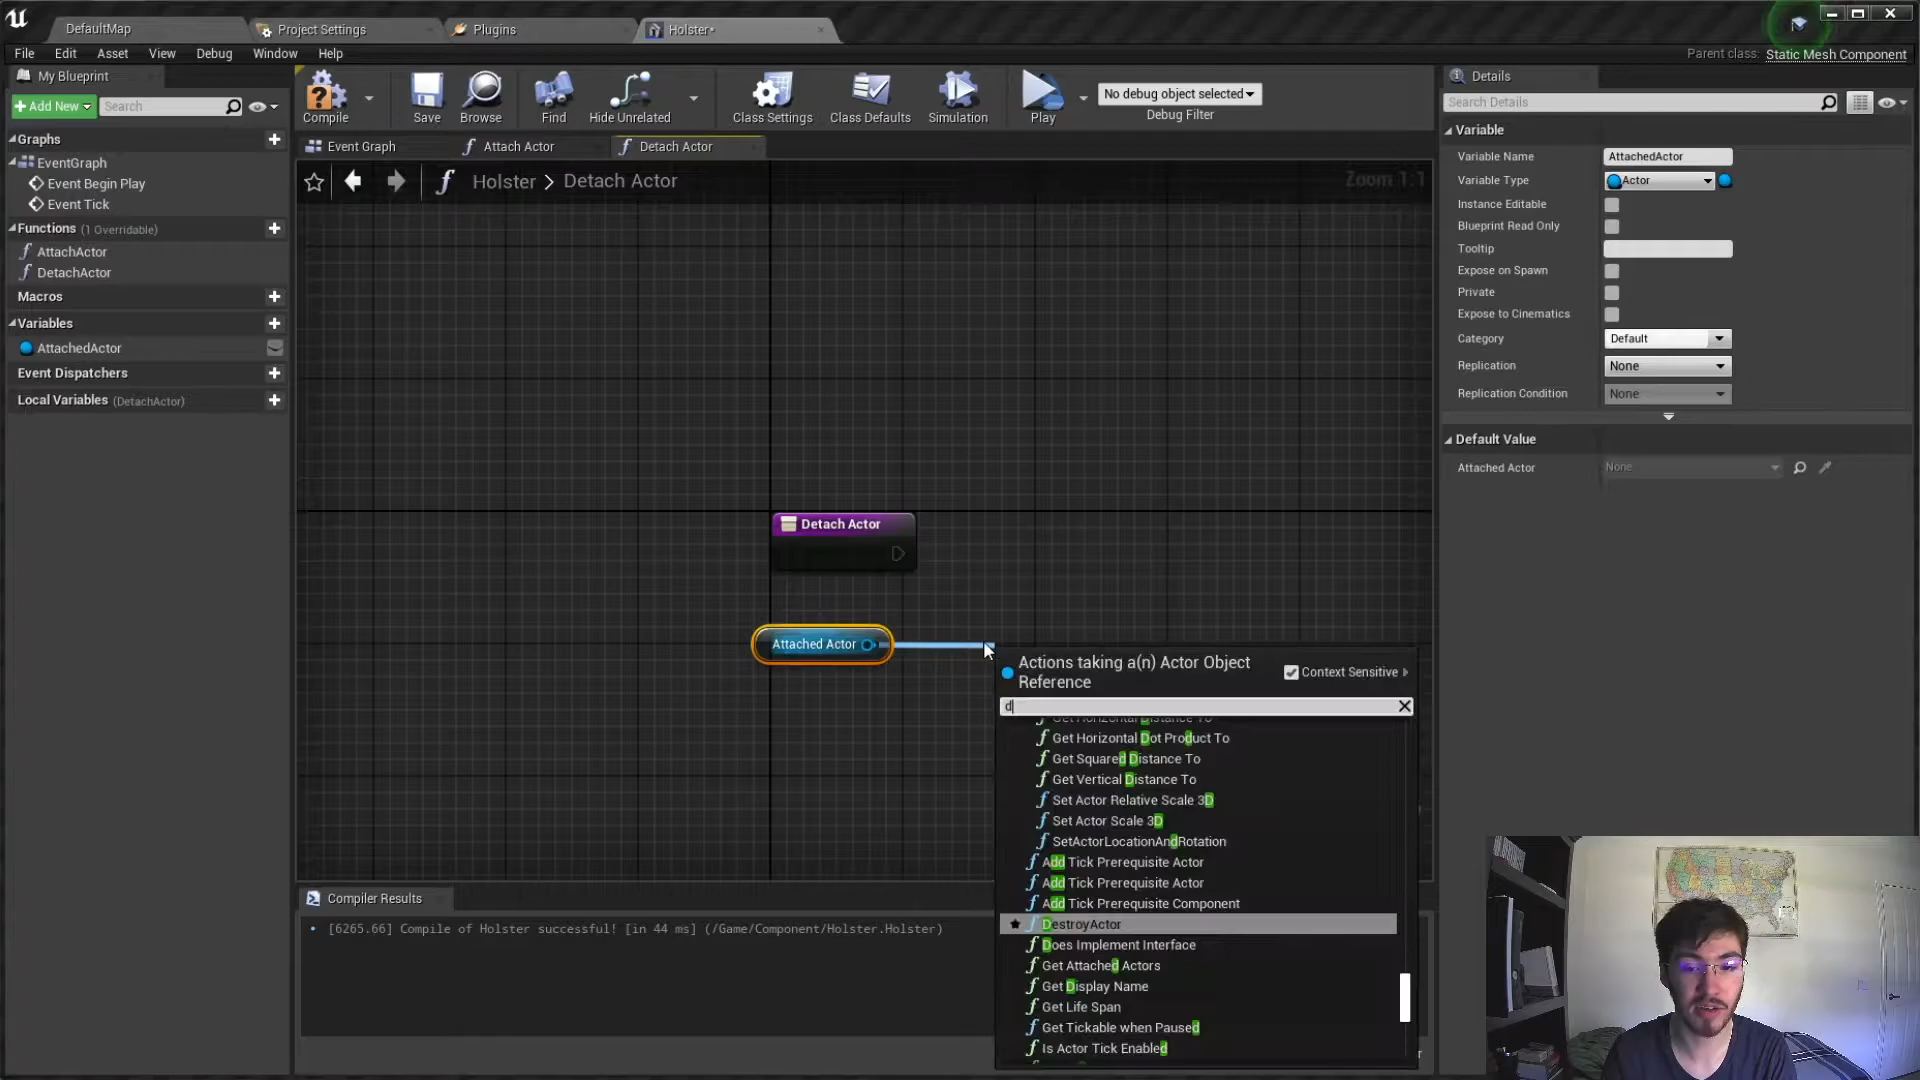 DefaultMap
Project Settings
Plugins
Holster*
File Edit Asset View Debug Window Help
Parent class: Static Mesh Component
My Blueprint
Add New
Search
Compile
Save
Browse
Find
Hide Unrelated
Class Settings
Class Defaults
Simulation
Play
No debug object selected
Debug Filter
Graphs
EventGraph
Event Begin Play
Event Tick
Functions (1 Overridable)
AttachActor
DetachActor
Macros
Variables
AttachedActor
Event Dispatchers
Local Variables (DetachActor)
Event Graph
Attach Actor
Detach Actor
Holster > Detach Actor
Zoom 1:1
Detach Actor
Attached Actor
Actions taking a(n) Actor Object
Reference
Context Sensitive
d
Get Horizontal Distance To
Get Horizontal Dot Product To
Get Squared Distance To
Get Vertical Distance To
Set Actor Relative Scale 3D
Set Actor Scale 3D
SetActorLocationAndRotation
Add Tick Prerequisite Actor
Add Tick Prerequisite Actor
Add Tick Prerequisite Component
DestroyActor
Does Implement Interface
Get Attached Actors
Get Display Name
Get Life Span
Get Tickable when Paused
Is Actor Tick Enabled
Compiler Results
[6265.66] Compile of Holster successful! [in 44 ms] (/Game/Component/Holster.Holster)
Details
Search Details
Variable
Variable Name AttachedActor
Variable Type Actor
Instance Editable
Blueprint Read Only
Tooltip
Expose on Spawn
Private
Expose to Cinematics
Category Default
Replication None
Replication Condition None
Default Value
Attached Actor None